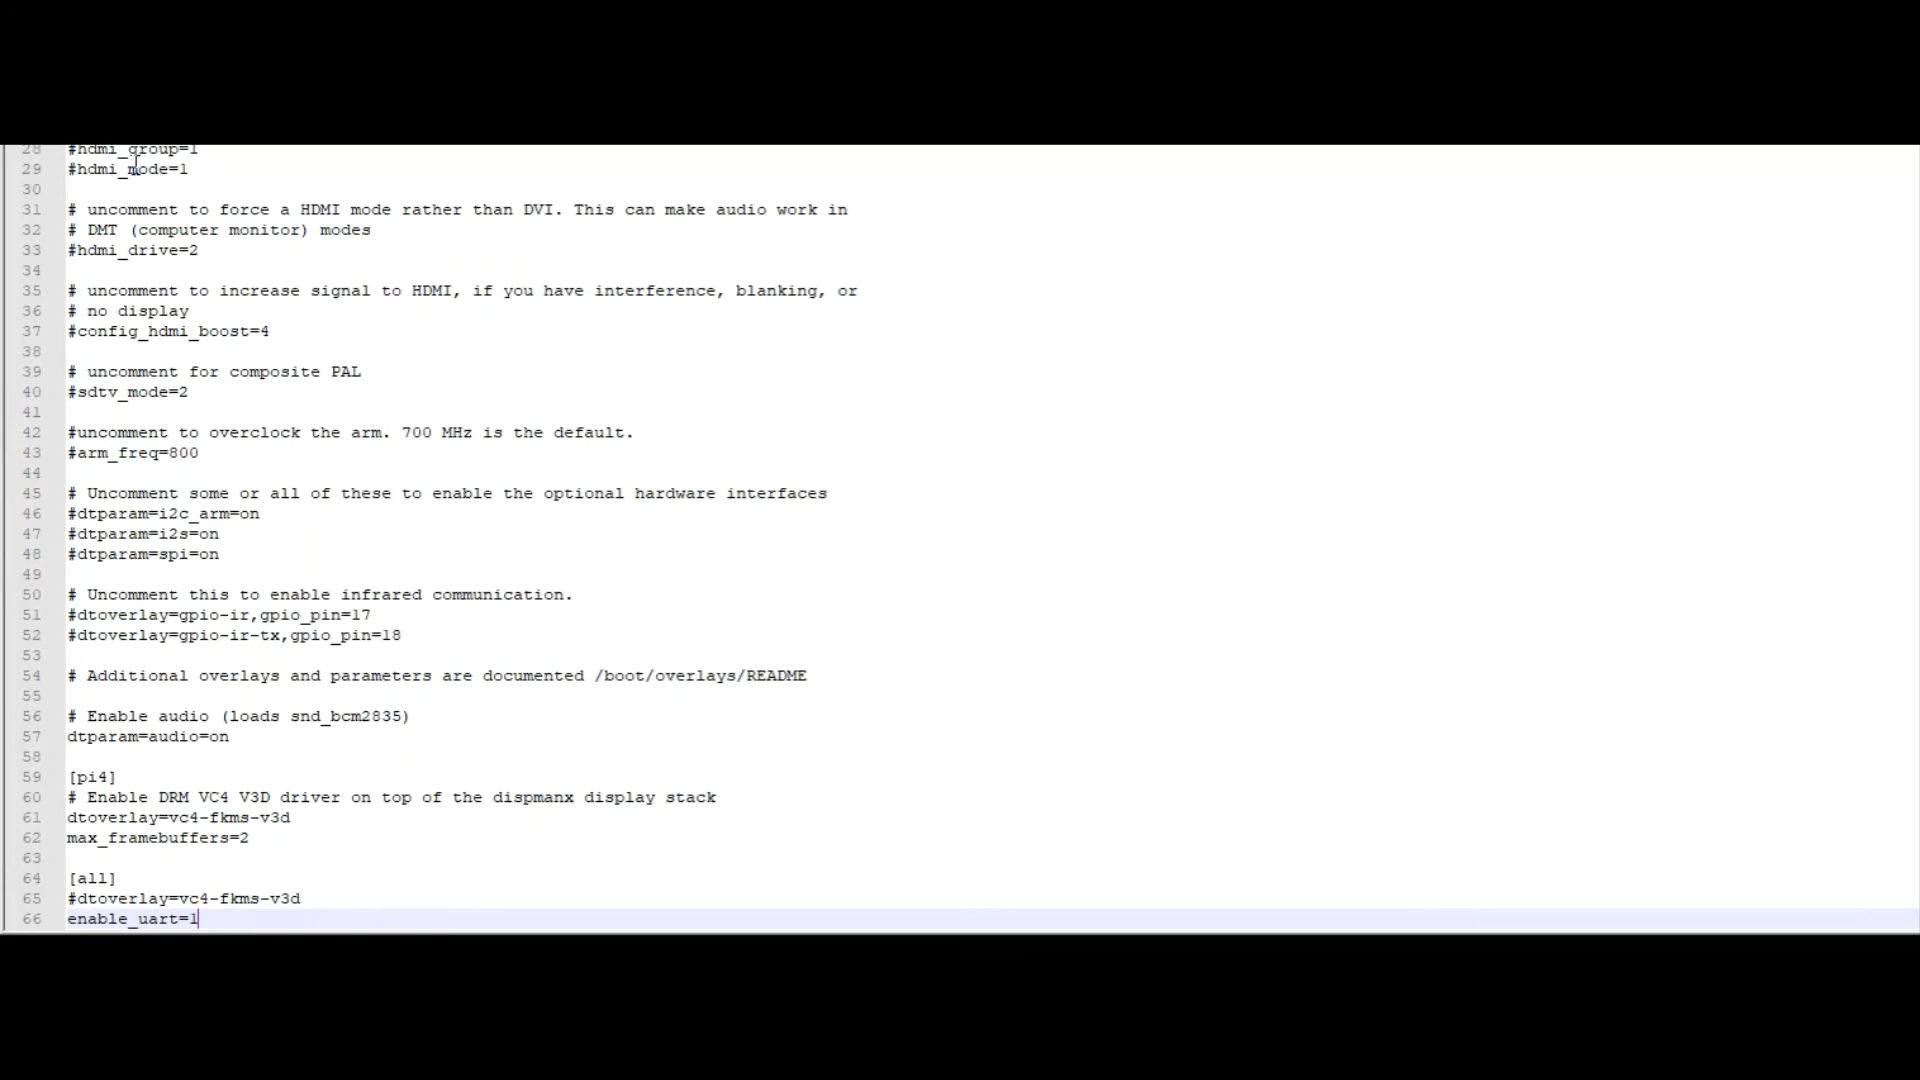 28 #hdmi_group=1
29 #hdmi_mode=1
30
31 # uncomment to force a HDMI mode rather than DVI. This can make audio work in
32 # DMT (computer monitor) modes
33 #hdmi_drive=2
34
35 # uncomment to increase signal to HDMI, if you have interference, blanking, or
36 # no display
37 #config_hdmi_boost=4
38
39 # uncomment for composite PAL
40 #sdtv_mode=2
41
42 #uncomment to overclock the arm. 700 MHz is the default.
43 #arm_freq=800
44
45 # Uncomment some or all of these to enable the optional hardware interfaces
46 #dtparam=i2c_arm=on
47 #dtparam=i2s=on
48 #dtparam=spi=on
49
50 # Uncomment this to enable infrared communication.
51 #dtoverlay=gpio-ir,gpio_pin=17
52 #dtoverlay=gpio-ir-tx,gpio_pin=18
53
54 # Additional overlays and parameters are documented /boot/overlays/README
55
56 # Enable audio (loads snd_bcm2835)
57 dtparam=audio=on
58
59 [pi4]
60 # Enable DRM VC4 V3D driver on top of the dispmanx display stack
61 dtoverlay=vc4-fkms-v3d
62 max_framebuffers=2
63
64 [all]
65 #dtoverlay=vc4-fkms-v3d
66 enable_uart=1